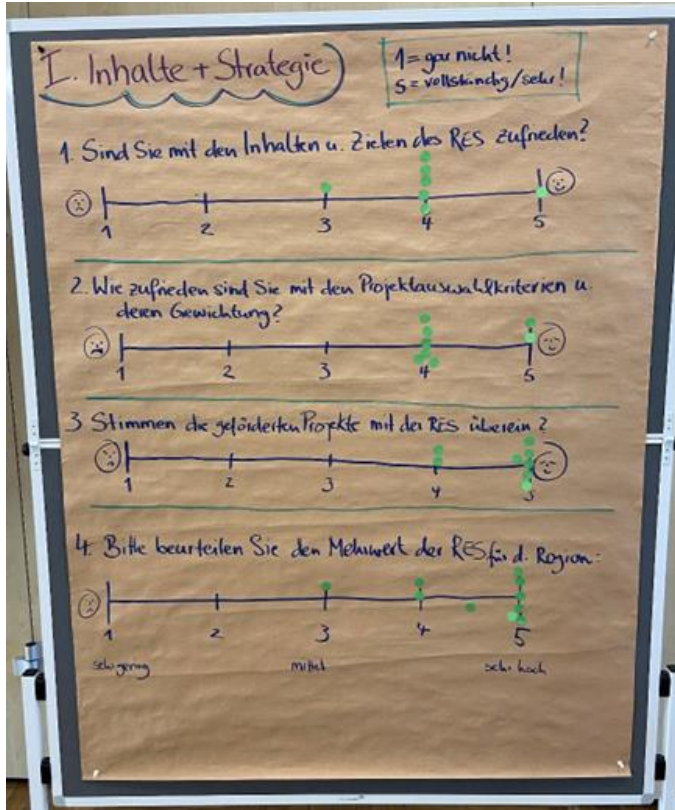 I. Inhalte + Strategie
1 = gar nicht!
5 = vollständig/sehr!
1. Sind Sie mit den Inhalten u. Zielen des RES zufrieden?
1 2 3 4 5
2. Wie zufrieden sind Sie mit den Projektauswahlkriterien u.
deren Gewichtung?
1 2 3 4 5
3 Stimmen die geförderten Projekte mit der RES überein?
1 2 3 4 5
4. Bitte beurteilen Sie den Mehrwert der RES für d. Region:
1 2 3 4 5
sehr gering mittel sehr hoch